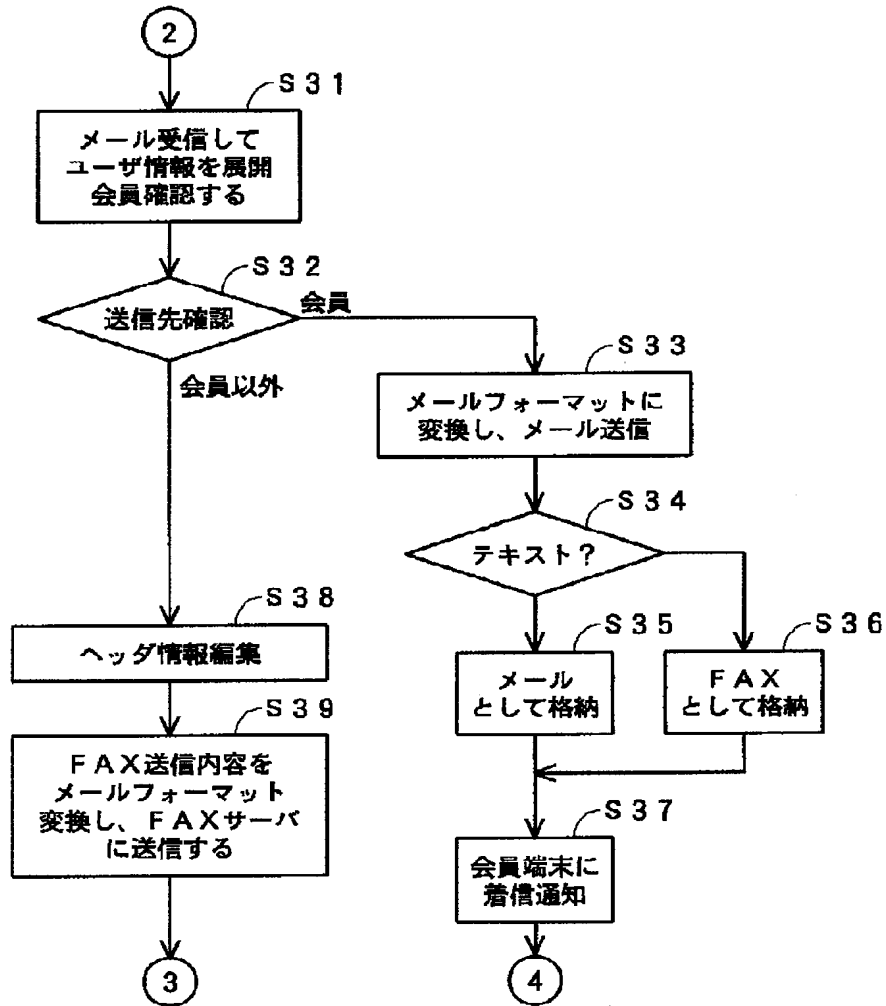 2
S31
メール受信して
ユーザ情報を展開
会員確認する
S32
送信先確認
会員
会員以外
S33
メールフォーマットに
変換し、メール送信
S34
テキスト?
S35
メール
として格納
S36
FAX
として格納
S37
会員端末に
着信通知
4
S38
ヘッダ情報編集
S39
FAX送信内容を
メールフォーマット
変換し、FAXサーバ
に送信する
3